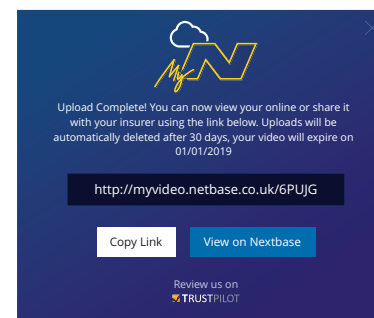 My N
Upload Complete! You can now view your online or share it
with your insurer using the link below. Uploads will be
automatically deleted after 30 days, your video will expire on
01/01/2019
http://myvideo.netbase.co.uk/6PUJG
Copy Link View on Nextbase
Review us on
TRUSTPILOT